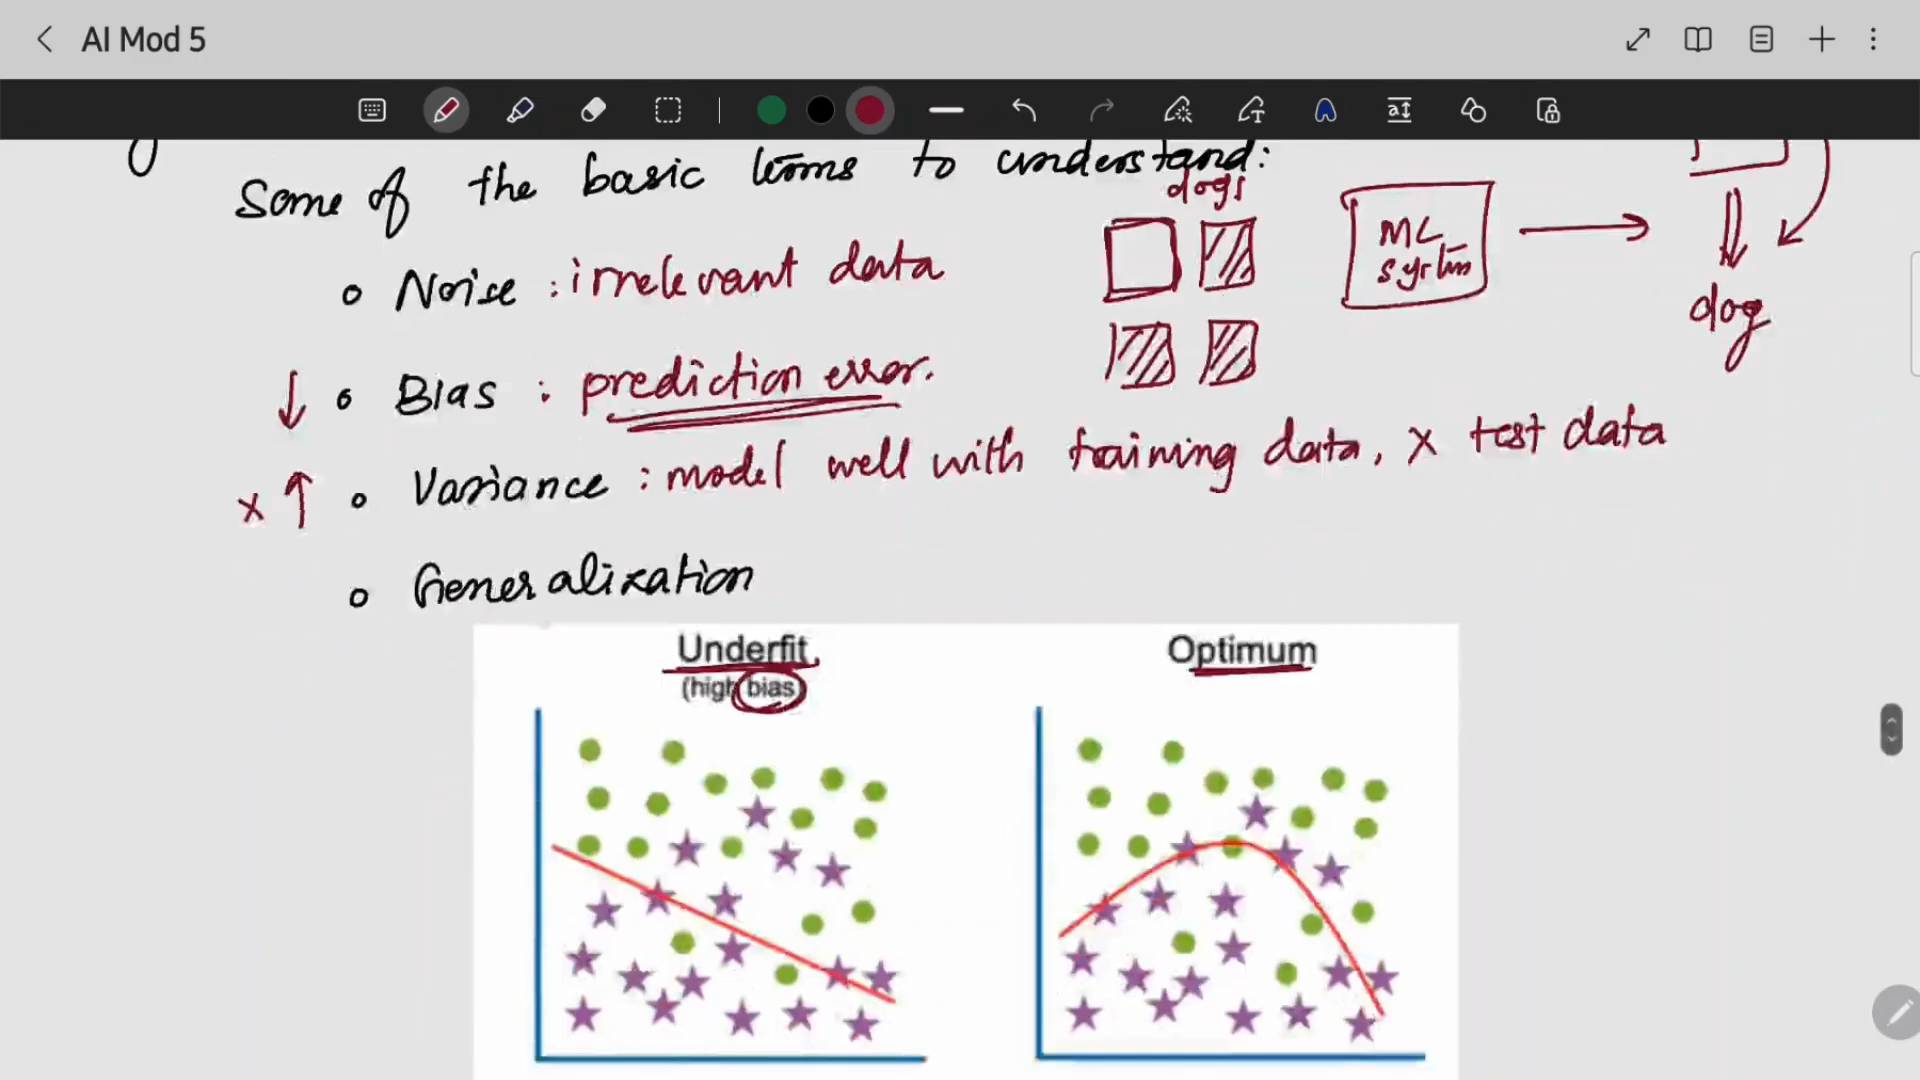 AI Mod 5
Some of the basic terms to understand:
dogs
ML
system
dog
Noise : irrelevant data
↓ Bias : prediction error.
x ↑ Variance : model well with training data, x test data
Generalization
Underfit
(high bias)
Optimum